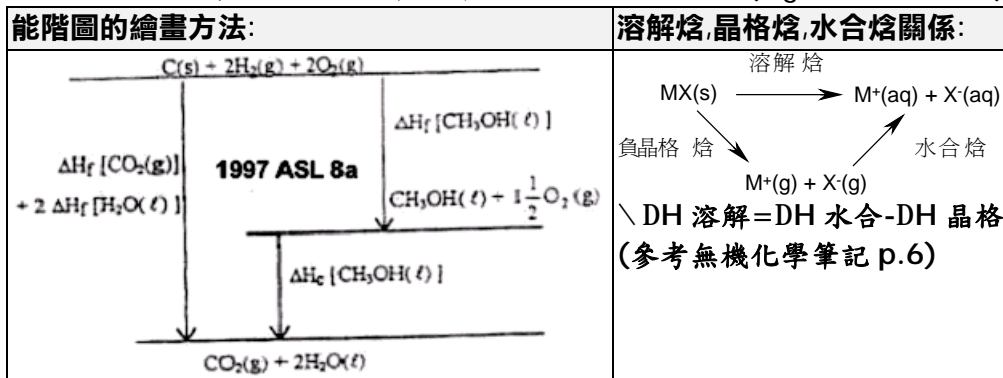 能階圖的繪畫方法:
C(s) + 2H₂(g) + 2O₂(g)
ΔHf [CH₃OH(ℓ)]
ΔHf [CO₂(g)]
+ 2 ΔHf [H₂O(ℓ)]
1997 ASL 8a
CH₃OH(ℓ) + 1½O₂(g)
ΔHc [CH₃OH(ℓ)]
CO₂(g) + 2H₂O(ℓ)
溶解焓,晶格焓,水合焓關係:
溶解 焓
MX(s)
M⁺(aq) + X⁻(aq)
負晶格 焓
水合焓
M⁺(g) + X⁻(g)
\ DH 溶解=DH 水合-DH 晶格
(參考無機化學筆記 p.6)